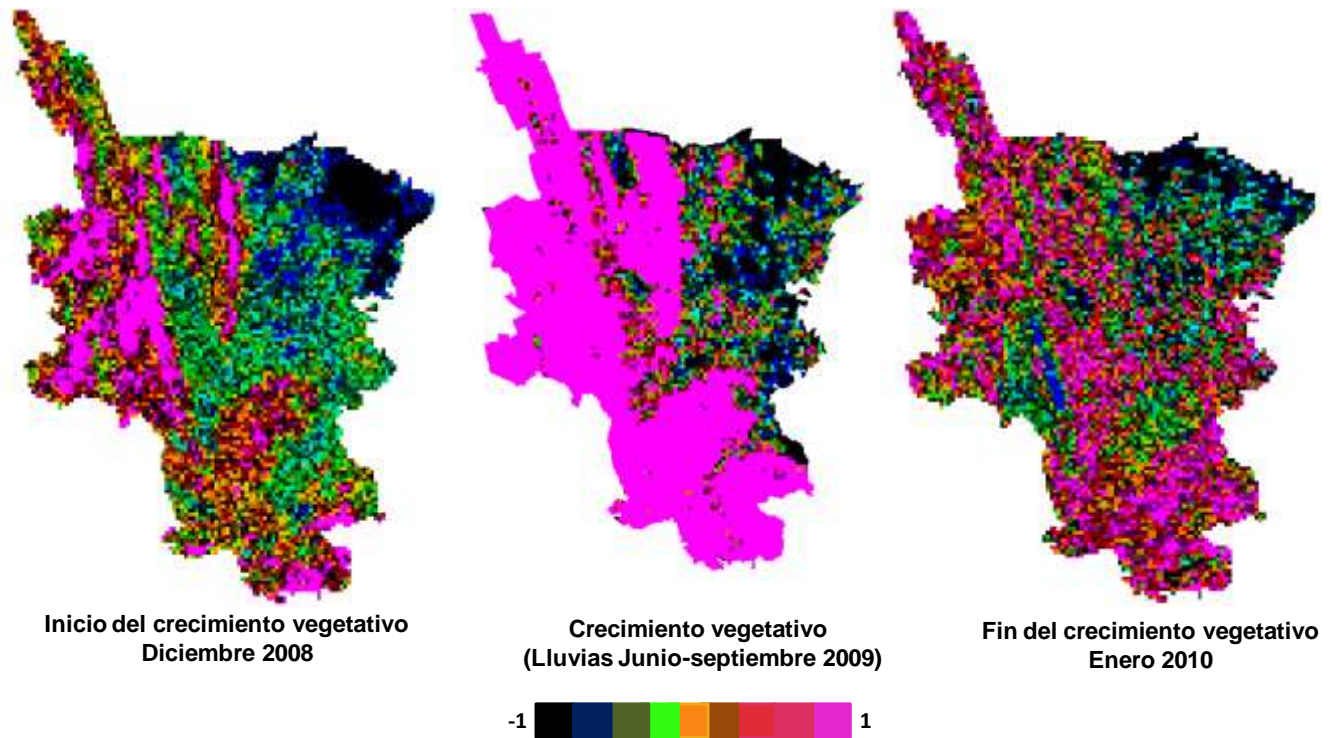 Inicio del crecimiento vegetativo
Diciembre 2008
Crecimiento vegetativo
(Lluvias Junio-septiembre 2009)
Fin del crecimiento vegetativo
Enero 2010
-1 1